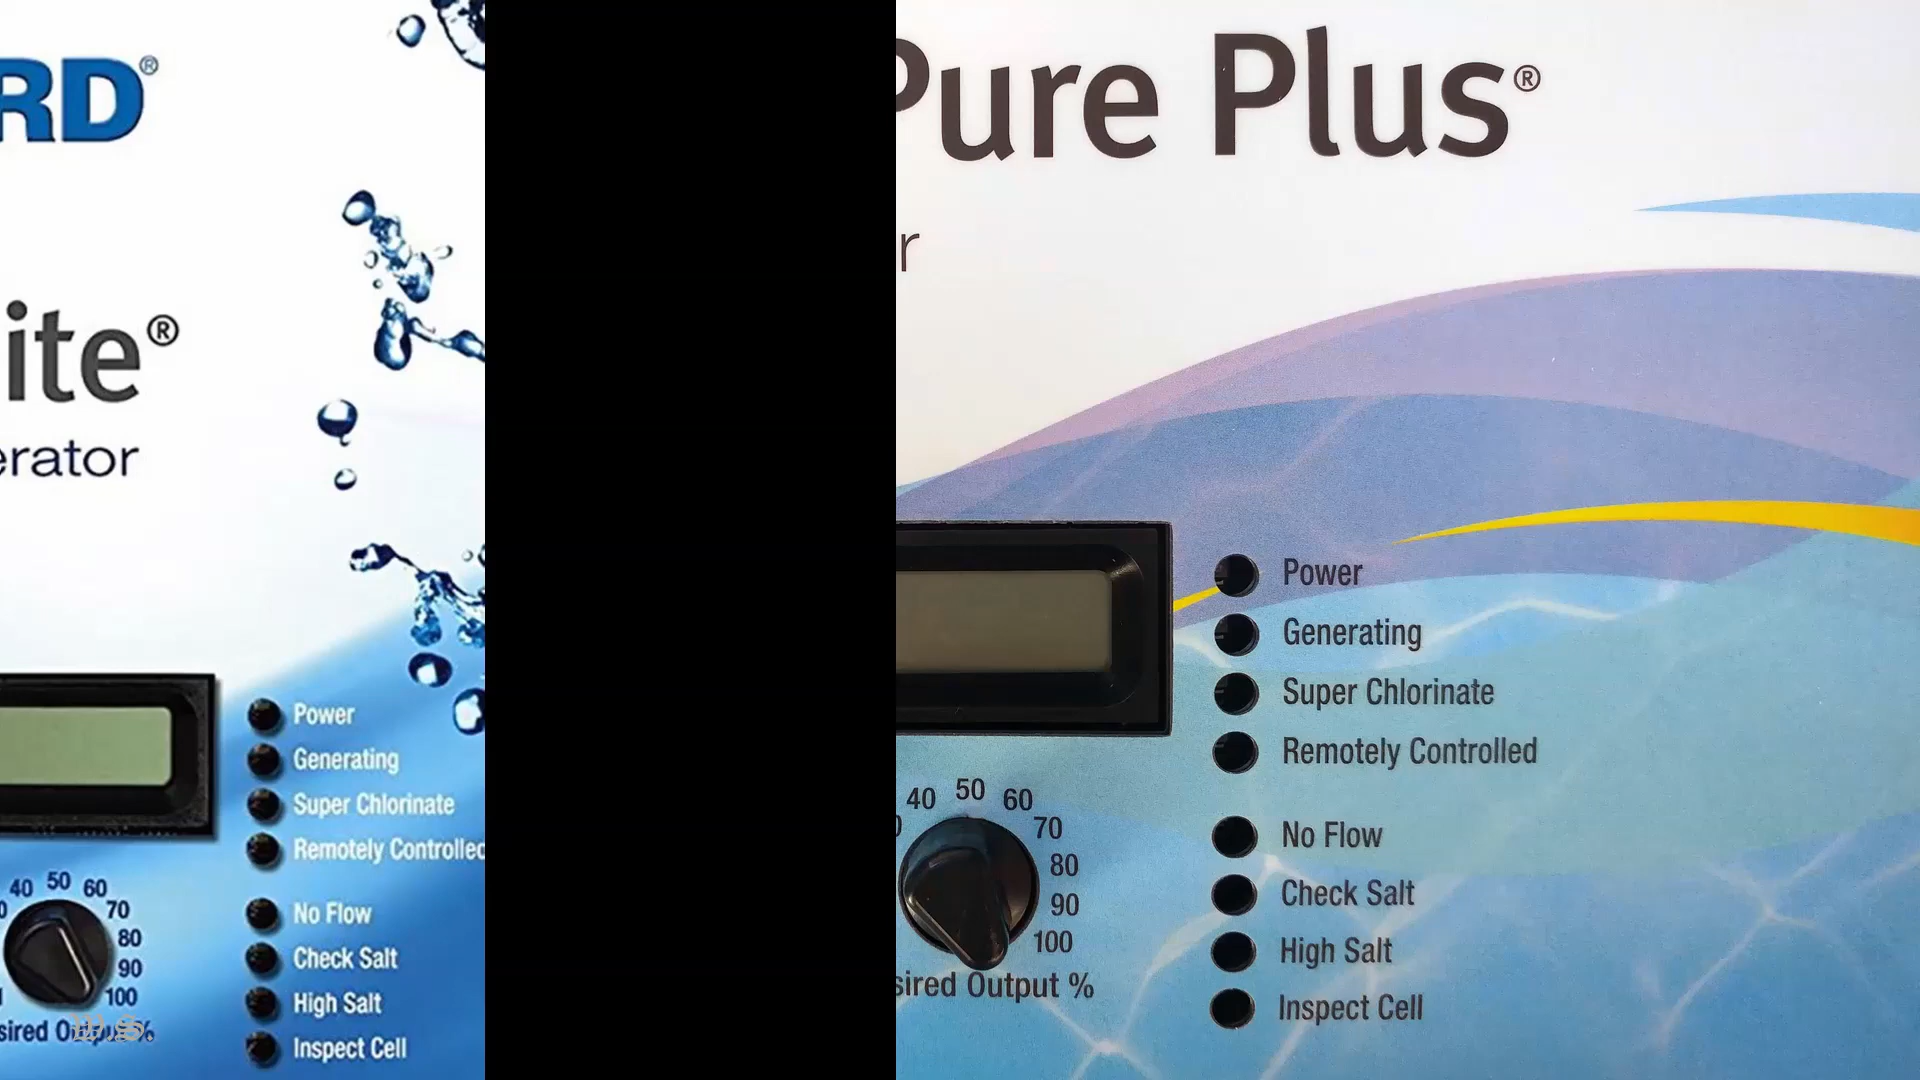 RD®
ite®
erator
Power
Generating
Super Chlorinate
Remotely Controlled
No Flow
Check Salt
High Salt
Inspect Cell
40 50 60 70 80 90 100
sired Output %
Pure Plus®
r
Power
Generating
Super Chlorinate
Remotely Controlled
No Flow
Check Salt
High Salt
Inspect Cell
40 50 60 70 80 90 100
sired Output %